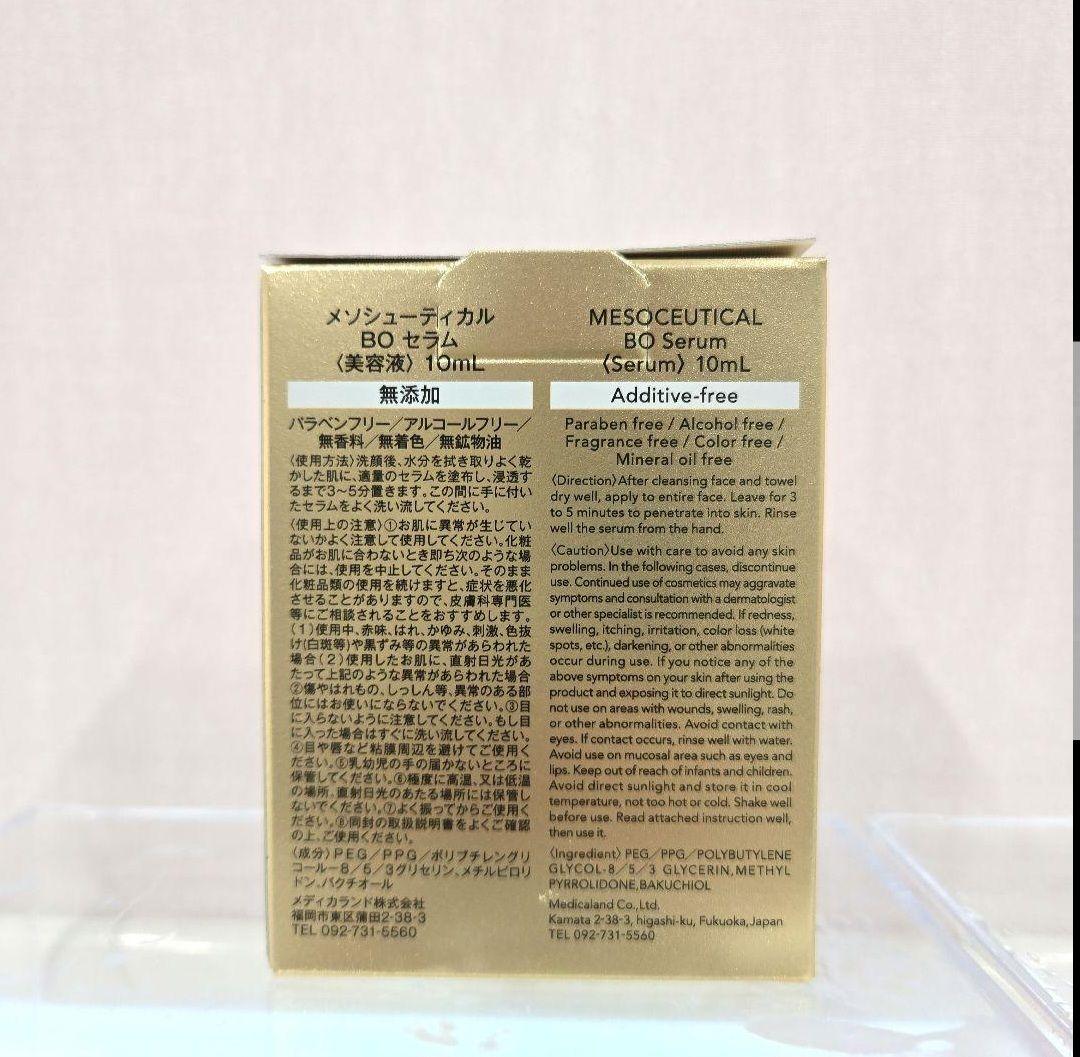 メソシューティカル
BO セラム
〈美容液〉 10mL
無添加
パラベンフリー／アルコールフリー／
無香料／無着色／無鉱物油
〈使用方法〉洗顔後、水分を拭き取りよく乾
かした肌に、適量のセラムを塗布し、浸透す
るまで3〜5分置きます。この間に手に付い
たセラムをよく洗い流してください。
〈使用上の注意〉①お肌に異常が生じてい
ないかよく注意して使用してください。化粧
品がお肌に合わないとき即ち次のような場
合には、使用を中止してください。そのまま
化粧品類の使用を続けますと、症状を悪化
させることがありますので、皮膚科専門医
等にご相談されることをおすすめします。
(1)使用中、赤味、はれ、かゆみ、刺激、色抜
け(白斑等)や黒ずみ等の異常があらわれた
場合(2)使用したお肌に、直射日光があ
たって上記のような異常があらわれた場合
②傷やはれもの、しっしん等、異常のある部
位にはお使いにならないでください。③目
に入らないように注意してください。もし目
に入った場合はすぐに洗い流してください。
④目や唇など粘膜周辺を避けてご使用く
ださい。⑤乳幼児の手の届かないところに
保管してください。⑥極度に高温、又は低温
の場所、直射日光のあたる場所には保管し
ないでください。⑦よく振ってからご使用く
ださい。⑧同封の取扱説明書をよくご確認
の上、ご使用ください。
〈成分〉PEG／PPG／ポリブチレングリ
コールー8／5／3グリセリン、メチルピロリ
ドン、バクチオール
メディカランド株式会社
福岡市東区蒲田2-38-3
TEL 092-731-5560
MESOCEUTICAL
BO Serum
〈Serum〉 10mL
Additive-free
Paraben free / Alcohol free /
Fragrance free / Color free /
Mineral oil free
〈Direction〉After cleansing face and towel
dry well, apply to entire face. Leave for 3
to 5 minutes to penetrate into skin. Rinse
well the serum from the hand.
〈Caution〉Use with care to avoid any skin
problems. In the following cases, discontinue
use. Continued use of cosmetics may aggravate
symptoms and consultation with a dermatologist
or other specialist is recommended. If redness,
swelling, itching, irritation, color loss (white
spots, etc.), darkening, or other abnormalities
occur during use. If you notice any of the
above symptoms on your skin after using the
product and exposing it to direct sunlight. Do
not use on areas with wounds, swelling, rash,
or other abnormalities. Avoid contact with
eyes. If contact occurs, rinse well with water.
Avoid use on mucosal area such as eyes and
lips. Keep out of reach of infants and children.
Avoid direct sunlight and store it in cool
temperature, not too hot or cold. Shake well
before use. Read attached instruction well,
then use it.
〈Ingredient〉PEG／PPG／POLYBUTYLENE
GLYCOL-8／5／3 GLYCERIN,METHYL
PYRROLIDONE,BAKUCHIOL
Medicaland Co.,Ltd.
Kamata 2-38-3, higashi-ku, Fukuoka,Japan
TEL 092-731-5560